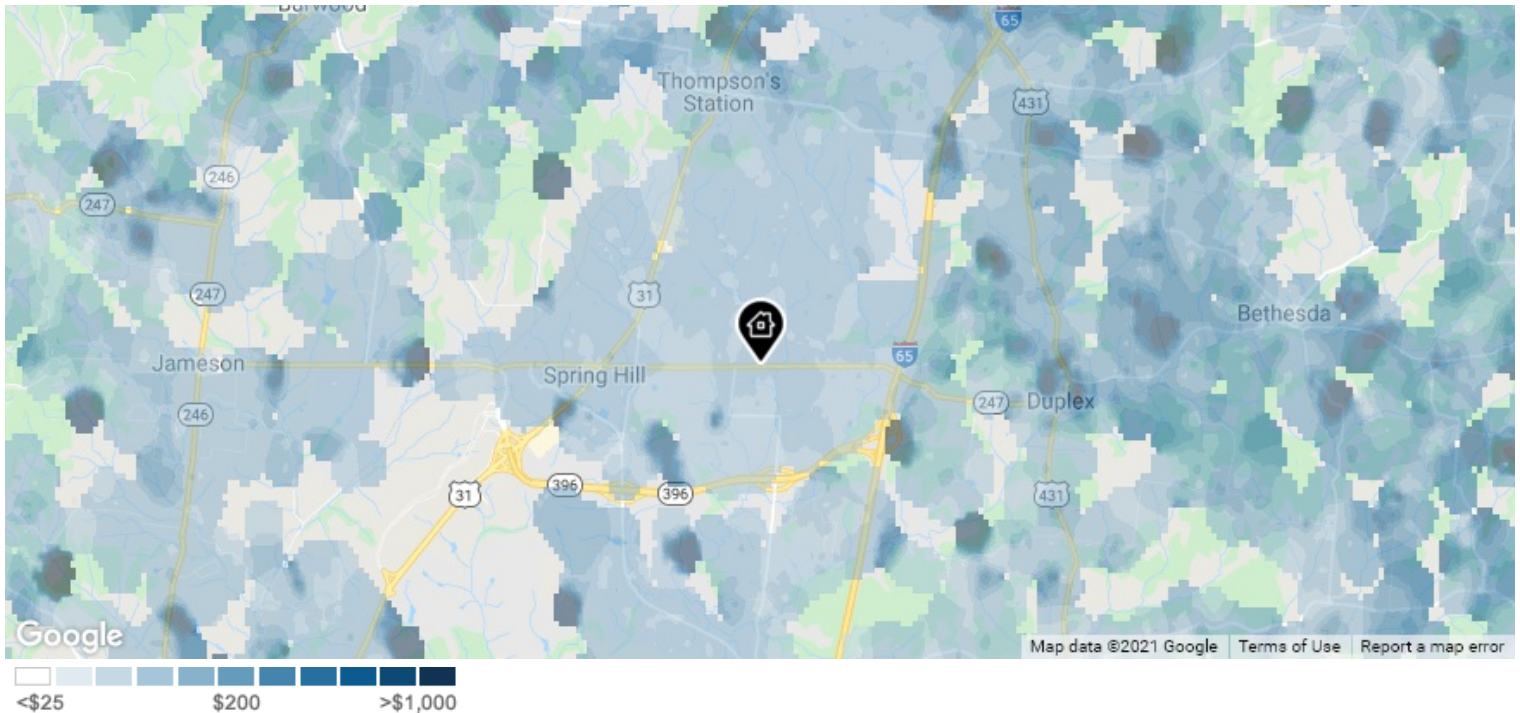 Burwood
65
Thompson's
Station
431
246
247
31
247
Bethesda
65
Jameson
Spring Hill
247
Duplex
246
31
396
396
431
Google
Map data ©2021 Google
Terms of Use
Report a map error
<$25
$200
>$1,000